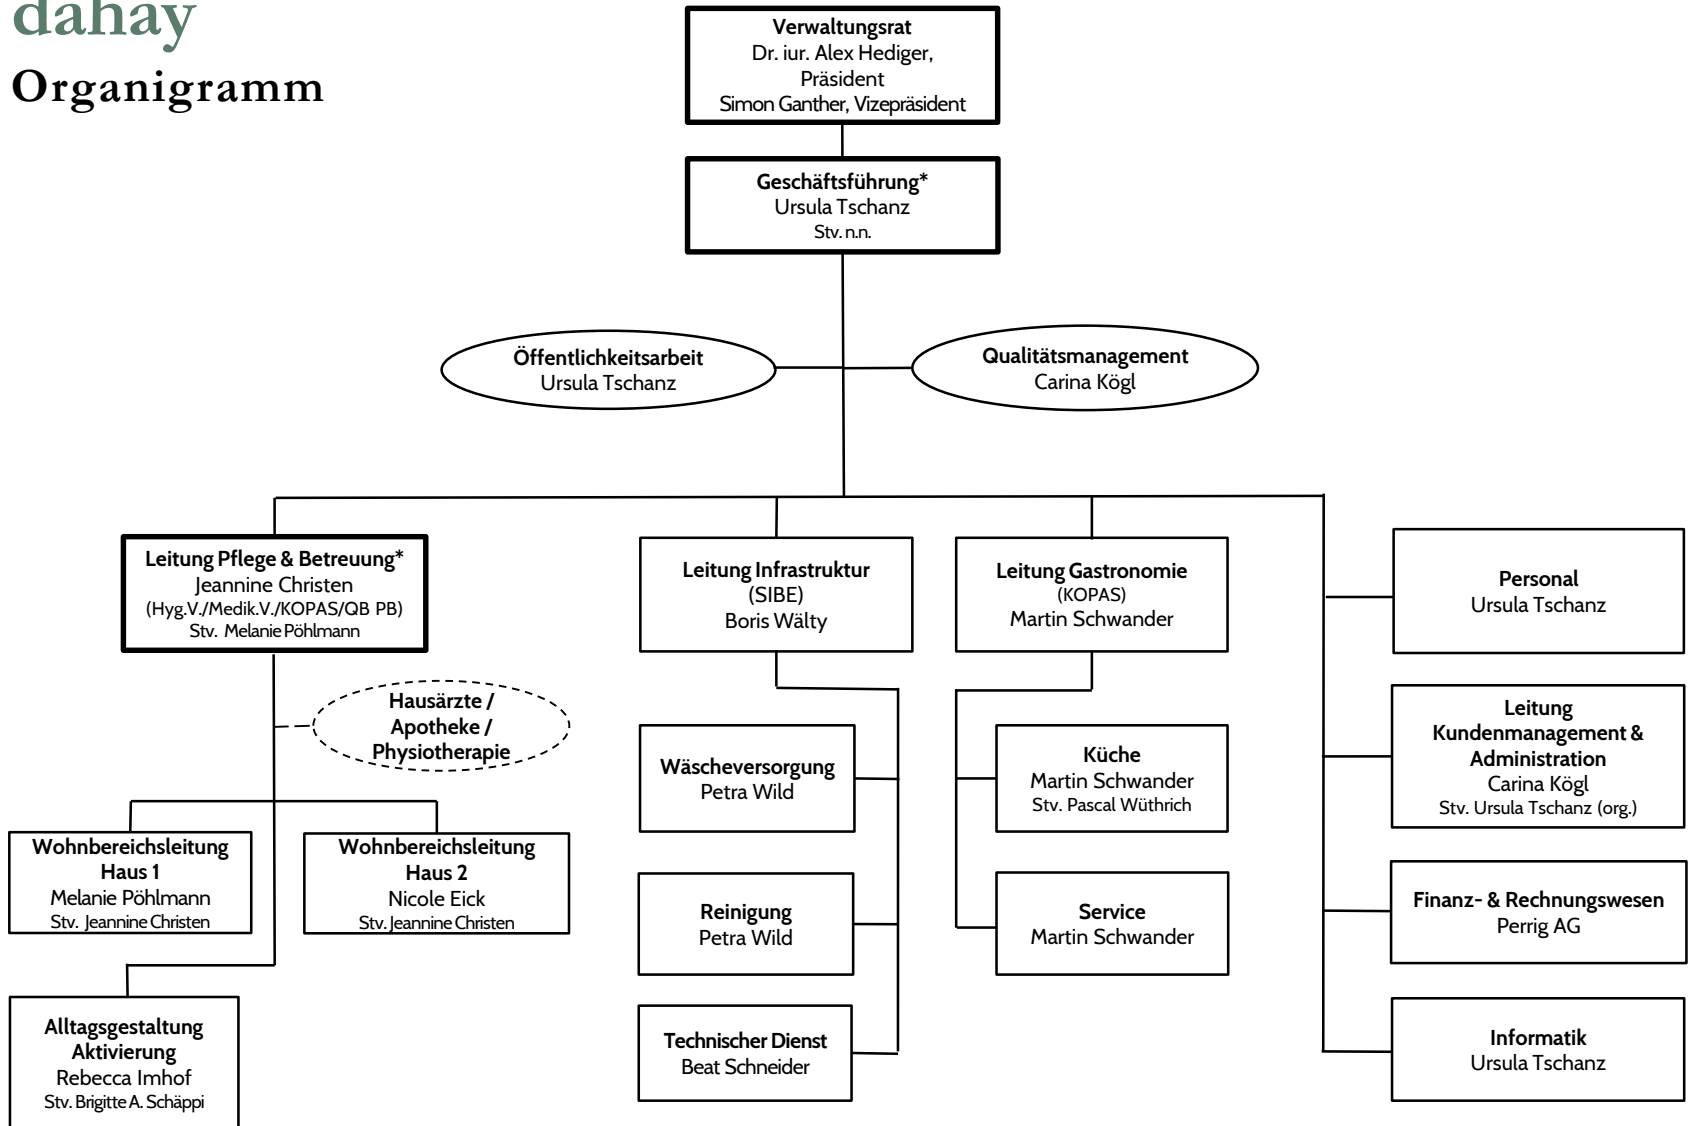 dahay
Organigramm
Verwaltungsrat
Dr. iur. Alex Hediger,
Präsident
Simon Ganther, Vizepräsident
Geschäftsführung*
Ursula Tschanz
Stv. n.n.
Öffentlichkeitsarbeit
Ursula Tschanz
Qualitätsmanagement
Carina Kögl
Leitung Pflege & Betreuung*
Jeannine Christen
(Hyg.V./Medik.V./KOPAS/QB PB)
Stv. Melanie Pöhlmann
Leitung Infrastruktur
(SIBE)
Boris Wälty
Leitung Gastronomie
(KOPAS)
Martin Schwander
Personal
Ursula Tschanz
Hausärzte /
Apotheke /
Physiotherapie
Wäscheversorgung
Petra Wild
Küche
Martin Schwander
Stv. Pascal Wüthrich
Leitung
Kundenmanagement &
Administration
Carina Kögl
Stv. Ursula Tschanz (org.)
Wohnbereichsleitung
Haus 1
Melanie Pöhlmann
Stv. Jeannine Christen
Wohnbereichsleitung
Haus 2
Nicole Eick
Stv. Jeannine Christen
Reinigung
Petra Wild
Service
Martin Schwander
Finanz- & Rechnungswesen
Perrig AG
Alltagsgestaltung
Aktivierung
Rebecca Imhof
Stv. Brigitte A. Schäppi
Technischer Dienst
Beat Schneider
Informatik
Ursula Tschanz